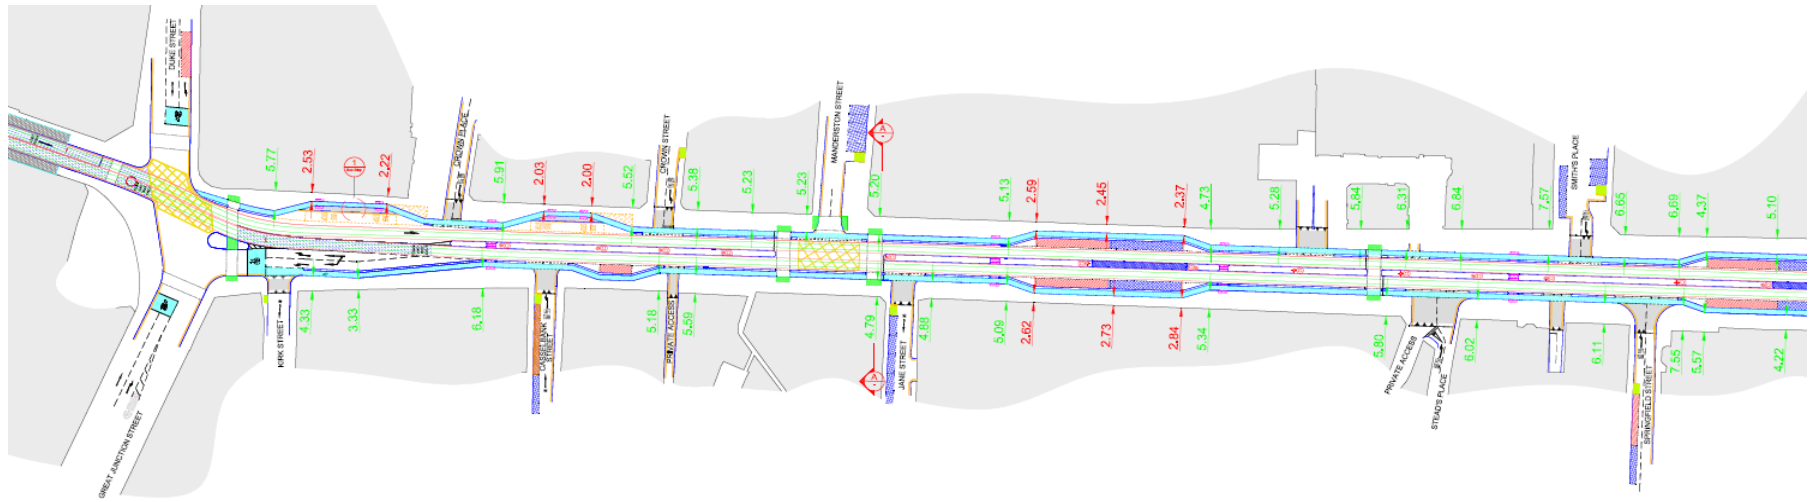 DUKE STREET
CROWN PLACE
CROWN STREET
MANDERSTON STREET
SMITH'S PLACE
5.77
2.53
1
2.22
5.91
2.03
2.00
5.52
5.38
5.23
5.23
A
5.20
5.13
2.59
2.45
2.37
4.73
5.28
5.84
6.31
6.84
7.57
6.65
6.69
4.37
5.10
4.33
3.33
6.18
5.18
5.59
4.79
4.88
5.09
2.62
2.73
2.84
5.34
5.80
6.02
6.11
7.55
5.57
4.22
KIRK STREET
CASSELBANK
STREET
PRIVATE ACCESS
A
JANE STREET
PRIVATE ACCESS
STEAD'S PLACE
SPRINGFIELD STREET
GREAT JUNCTION STREET